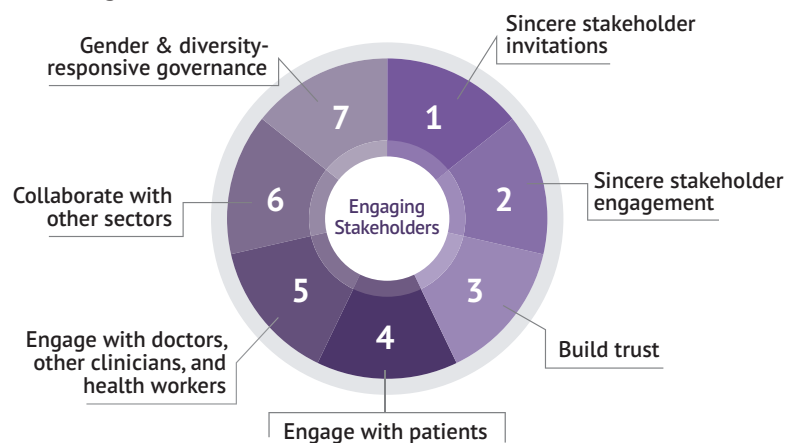 Sincere stakeholder
invitations
Gender & diversity-
responsive governance
7
1
Collaborate with
other sectors
6
Engaging
Stakeholders
2
Sincere stakeholder
engagement
5
3
4
Engage with doctors,
other clinicians, and
health workers
Build trust
Engage with patients